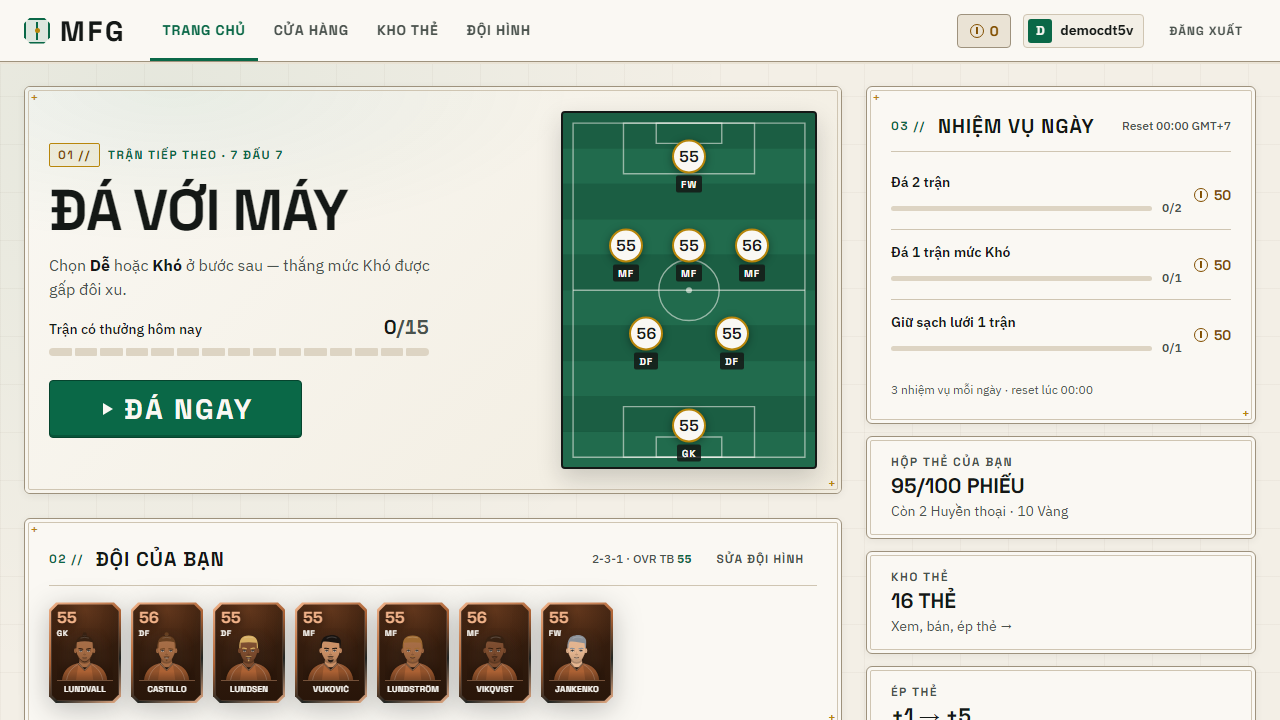 MFG
TRANG CHỦ
CỬA HÀNG
KHO THẺ
ĐỘI HÌNH
0
D
democdt5v
ĐĂNG XUẤT
01 //
TRẬN TIẾP THEO · 7 ĐẤU 7
ĐÁ VỚI MÁY
Chọn Dễ hoặc Khó ở bước sau — thắng mức Khó được
gấp đôi xu.
Trận có thưởng hôm nay
0/15
ĐÁ NGAY
55
FW
55
MF
55
MF
56
MF
56
DF
55
DF
55
GK
02 //
ĐỘI CỦA BẠN
2-3-1 · OVR TB 55
SỬA ĐỘI HÌNH
55
GK
LUNDVALL
56
DF
CASTILLO
55
DF
LUNDSEN
55
MF
VUKOVIĆ
55
MF
LUNDSTRÖM
56
MF
VIKQVIST
55
FW
JANKENKO
03 //
NHIỆM VỤ NGÀY
Reset 00:00 GMT+7
Đá 2 trận
0/2
50
Đá 1 trận mức Khó
0/1
50
Giữ sạch lưới 1 trận
0/1
50
3 nhiệm vụ mỗi ngày · reset lúc 00:00
HỘP THẺ CỦA BẠN
95/100 PHIẾU
Còn 2 Huyền thoại · 10 Vàng
KHO THẺ
16 THẺ
Xem, bán, ép thẻ →
ÉP THẺ
+1 → +5